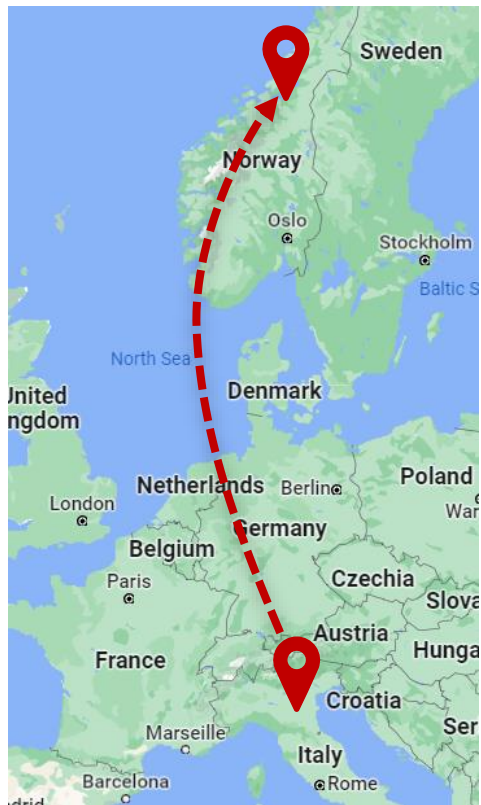 Sweden
Norway
Oslo
Stockholm
Baltic S
North Sea
Denmark
United
ngdom
Netherlands
Berlin
Poland
War
London
Germany
Belgium
Paris
Czechia
Slova
Austria
France
Hunga
Croatia
Ser
Marseille
Italy
Barcelona
Rome
drid